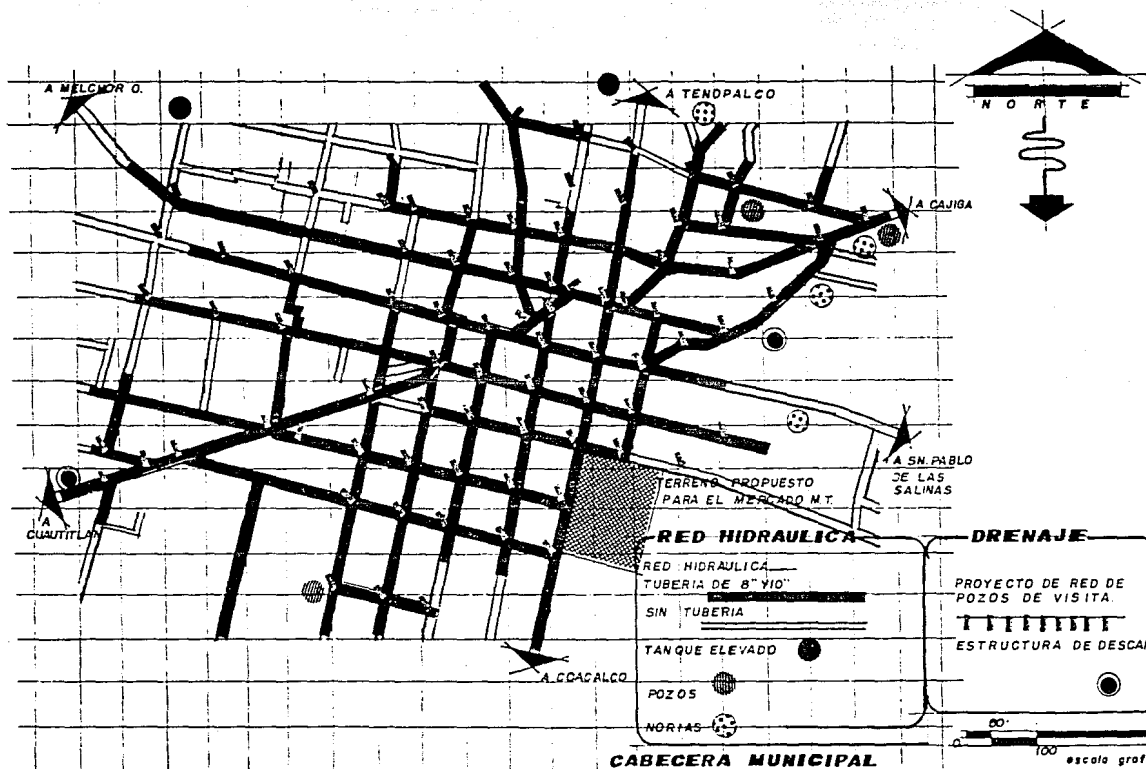 A MELCHOR O.
A TENOPALCO
N O R T E
A CAJIGA
A SN. PABLO
DE LAS
SALINAS
A
CUAUTITLAN
TERRENO PROPUESTO
PARA EL MERCADO M.T.
A COACALCO
RED HIDRAULICA
RED HIDRAULICA
TUBERIA DE 8" Y10"
SIN TUBERIA
TANQUE ELEVADO
POZOS
NORIAS
DRENAJE
PROYECTO DE RED DE
POZOS DE VISITA
ESTRUCTURA DE DESCAR
0
100
escala graf
CABECERA MUNICIPAL